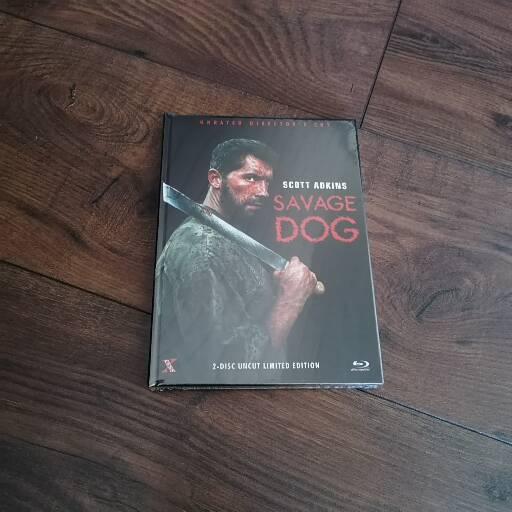 UNRATED DIRECTOR'S CUT
SCOTT ADKINS
SAVAGE
DOG
2-DISC UNCUT LIMITED EDITION